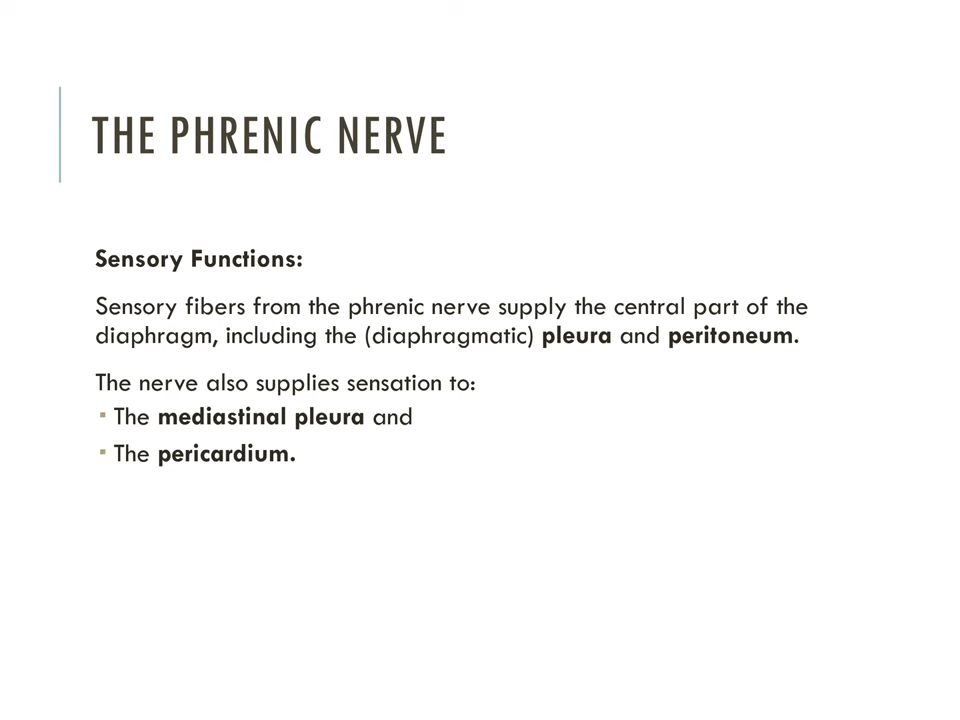 THE PHRENIC NERVE
Sensory Functions:
Sensory fibers from the phrenic nerve supply the central part of the
diaphragm, including the (diaphragmatic) pleura and peritoneum.
The nerve also supplies sensation to:
▪ The mediastinal pleura and
▪ The pericardium.